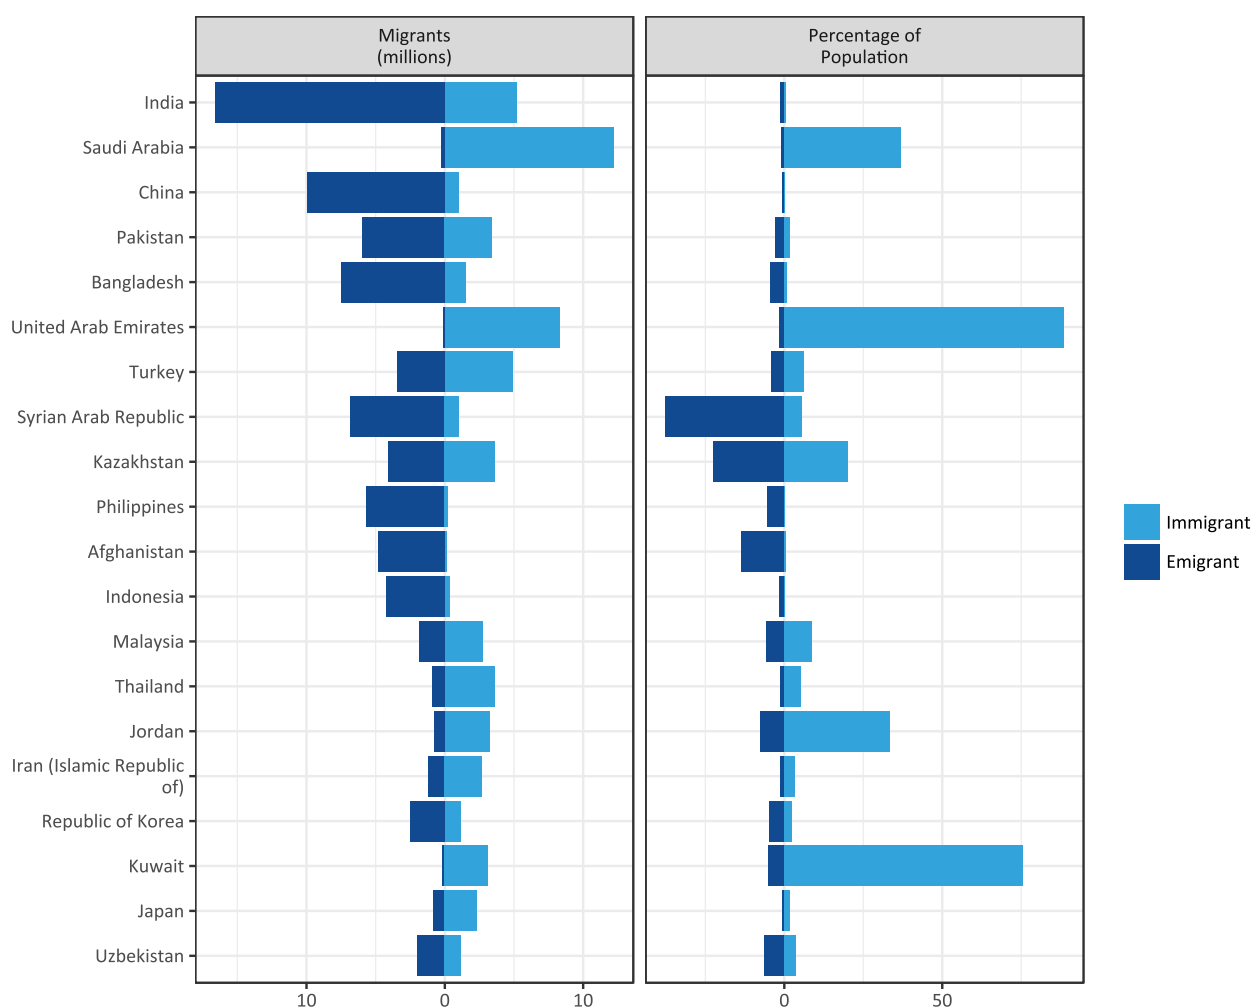 Migrants
(millions)
Percentage of
Population
India
Saudi Arabia
China
Pakistan
Bangladesh
United Arab Emirates
Turkey
Syrian Arab Republic
Kazakhstan
Philippines
Afghanistan
Indonesia
Malaysia
Thailand
Jordan
Iran (Islamic Republic
of)
Republic of Korea
Kuwait
Japan
Uzbekistan
10 0 10
0 50
Immigrant
Emigrant